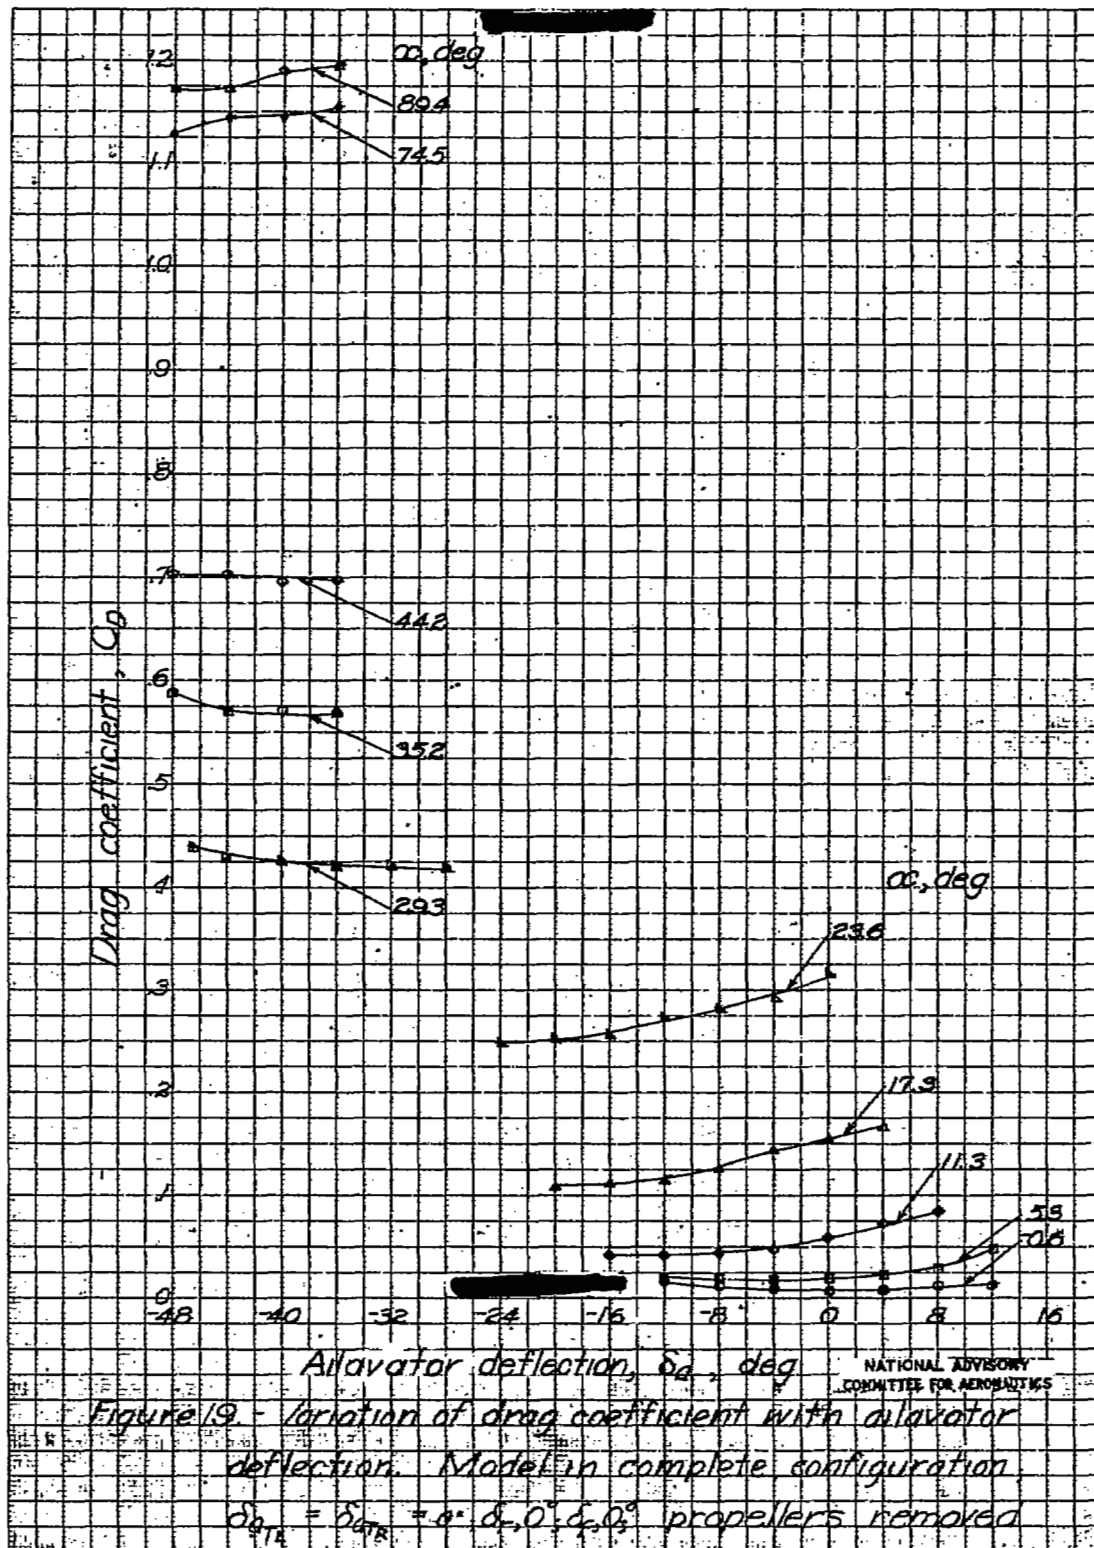 α, deg
1.2
89.4
74.5
1.1
1.0
.9
.8
.7
44.2
.6
35.2
.5
.4
29.3
Drag coefficient, C_D
α, deg
23.6
.3
.2
17.3
.1
11.3
5.5
-0.6
0
-48 -40 -32 -24 -16 -8 0 8 16
Ailavator deflection, δa, deg
NATIONAL ADVISORY
COMMITTEE FOR AERONAUTICS
Figure 19.- Variation of drag coefficient with ailavator
deflection. Model in complete configuration
propellers removed